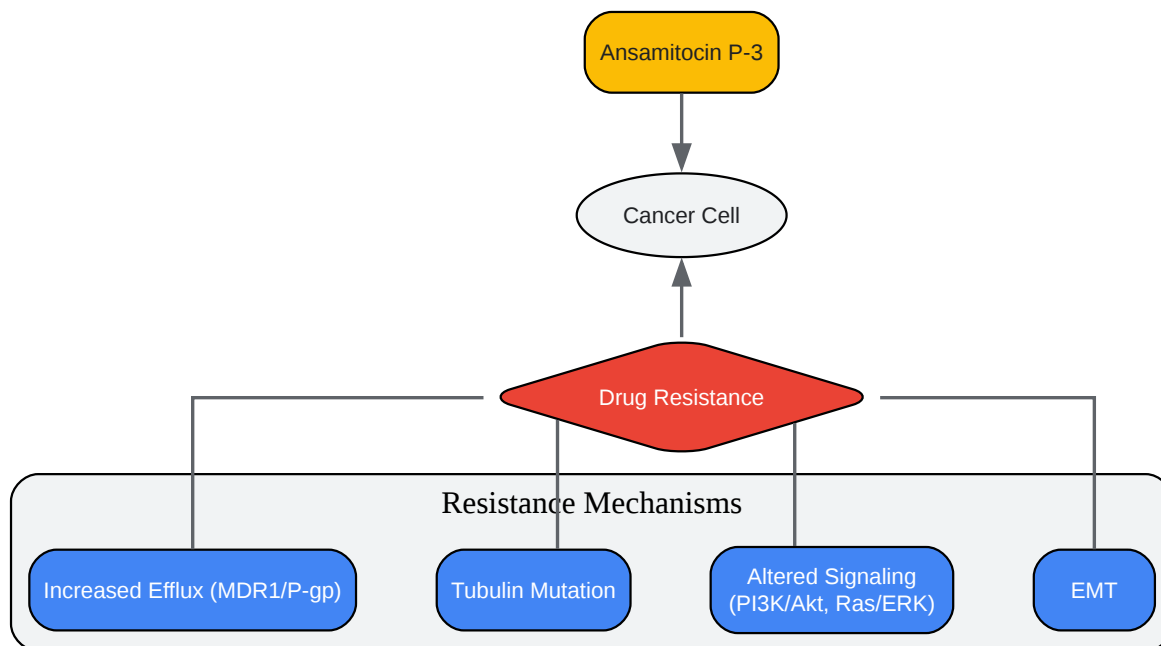 Ansamitocin P-3
Cancer Cell
Drug Resistance
Resistance Mechanisms
Increased Efflux (MDR1/P-gp)
Tubulin Mutation
Altered Signaling
(PI3K/Akt, Ras/ERK)
EMT